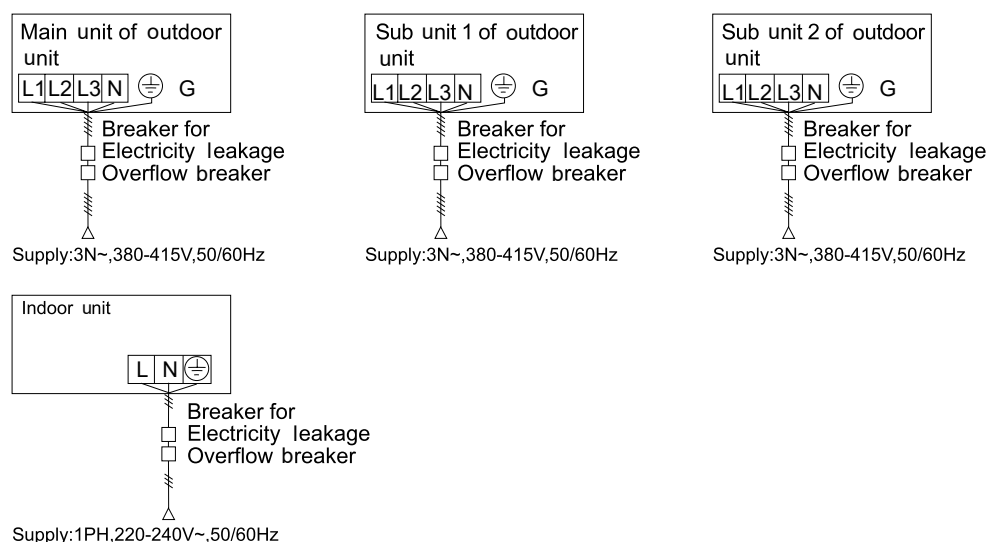 Main unit of outdoor
unit
L1 L2 L3 N G
Breaker for
Electricity leakage
Overflow breaker
Supply:3N~,380-415V,50/60Hz
Sub unit 1 of outdoor
unit
L1 L2 L3 N G
Breaker for
Electricity leakage
Overflow breaker
Supply:3N~,380-415V,50/60Hz
Sub unit 2 of outdoor
unit
L1 L2 L3 N G
Breaker for
Electricity leakage
Overflow breaker
Supply:3N~,380-415V,50/60Hz
Indoor unit
L N
Breaker for
Electricity leakage
Overflow breaker
Supply:1PH,220-240V~,50/60Hz